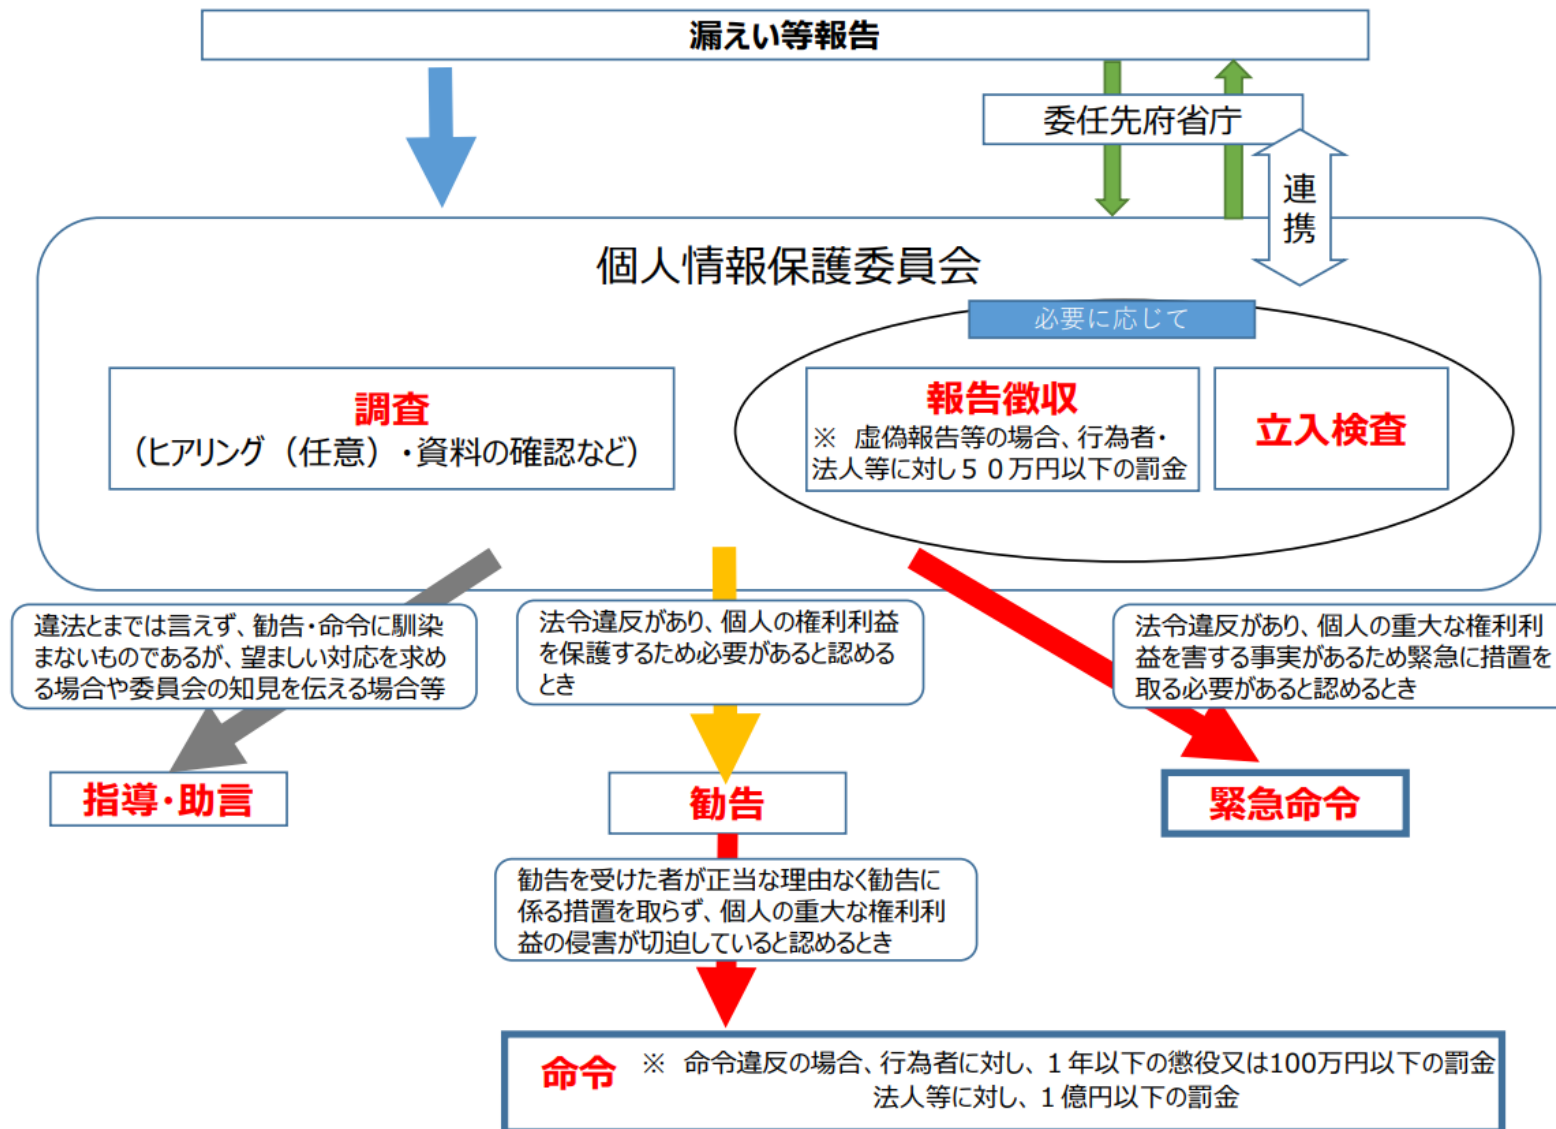 漏えい等報告
委任先府省庁
連
携
個人情報保護委員会
必要に応じて
調査
（ヒアリング（任意）・資料の確認など）
報告徴収
※　虚偽報告等の場合、行為者・
法人等に対し５０万円以下の罰金
立入検査
違法とまでは言えず、勧告・命令に馴染
まないものであるが、望ましい対応を求め
る場合や委員会の知見を伝える場合等
法令違反があり、個人の権利利益
を保護するため必要があると認める
とき
法令違反があり、個人の重大な権利利
益を害する事実があるため緊急に措置を
取る必要があると認めるとき
指導・助言
勧告
緊急命令
勧告を受けた者が正当な理由なく勧告に
係る措置を取らず、個人の重大な権利利
益の侵害が切迫していると認めるとき
命令　※　命令違反の場合、行為者に対し、１年以下の懲役又は100万円以下の罰金
法人等に対し、１億円以下の罰金